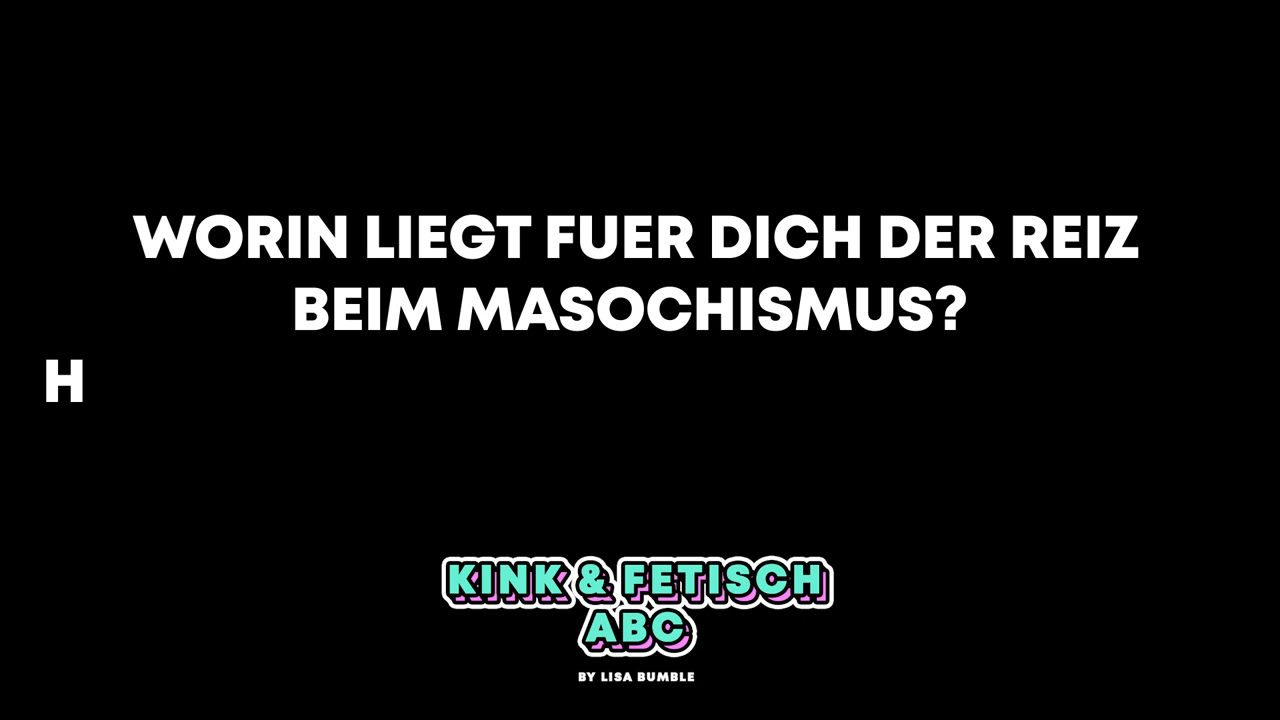 WORIN LIEGT FUER DICH DER REIZ
BEIM MASOCHISMUS?
H
KINK & FETISCH
ABC
BY LISA BUMBLE